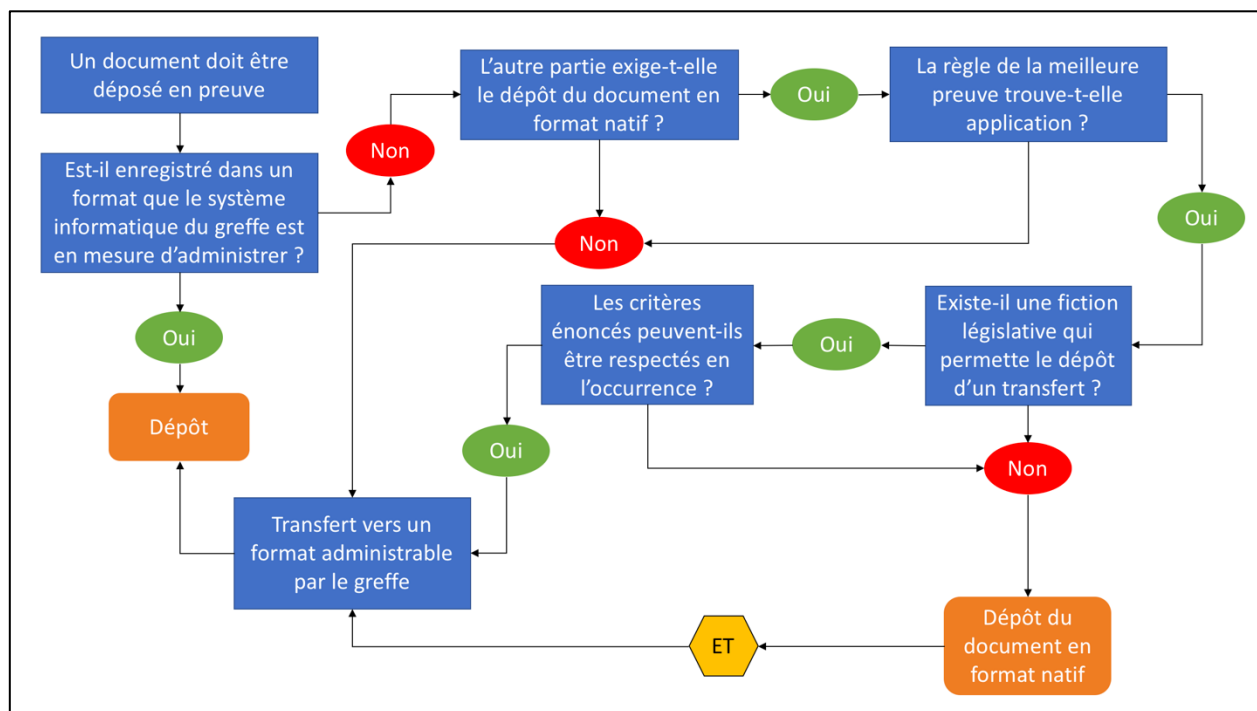 Un document doit être
déposé en preuve
L’autre partie exige-t-elle
le dépôt du document en
format natif ?
Oui
La règle de la meilleure
preuve trouve-t-elle
application ?
Non
Est-il enregistré dans un
format que le système
informatique du greffe est
en mesure d’administrer ?
Oui
Non
Les critères
énoncés peuvent-ils
être respectés en
l’occurrence ?
Oui
Existe-il une fiction
législative qui
permette le dépôt
d’un transfert ?
Oui
Dépôt
Oui
Non
Transfert vers un
format administrable
par le greffe
ET
Dépôt du
document en
format natif